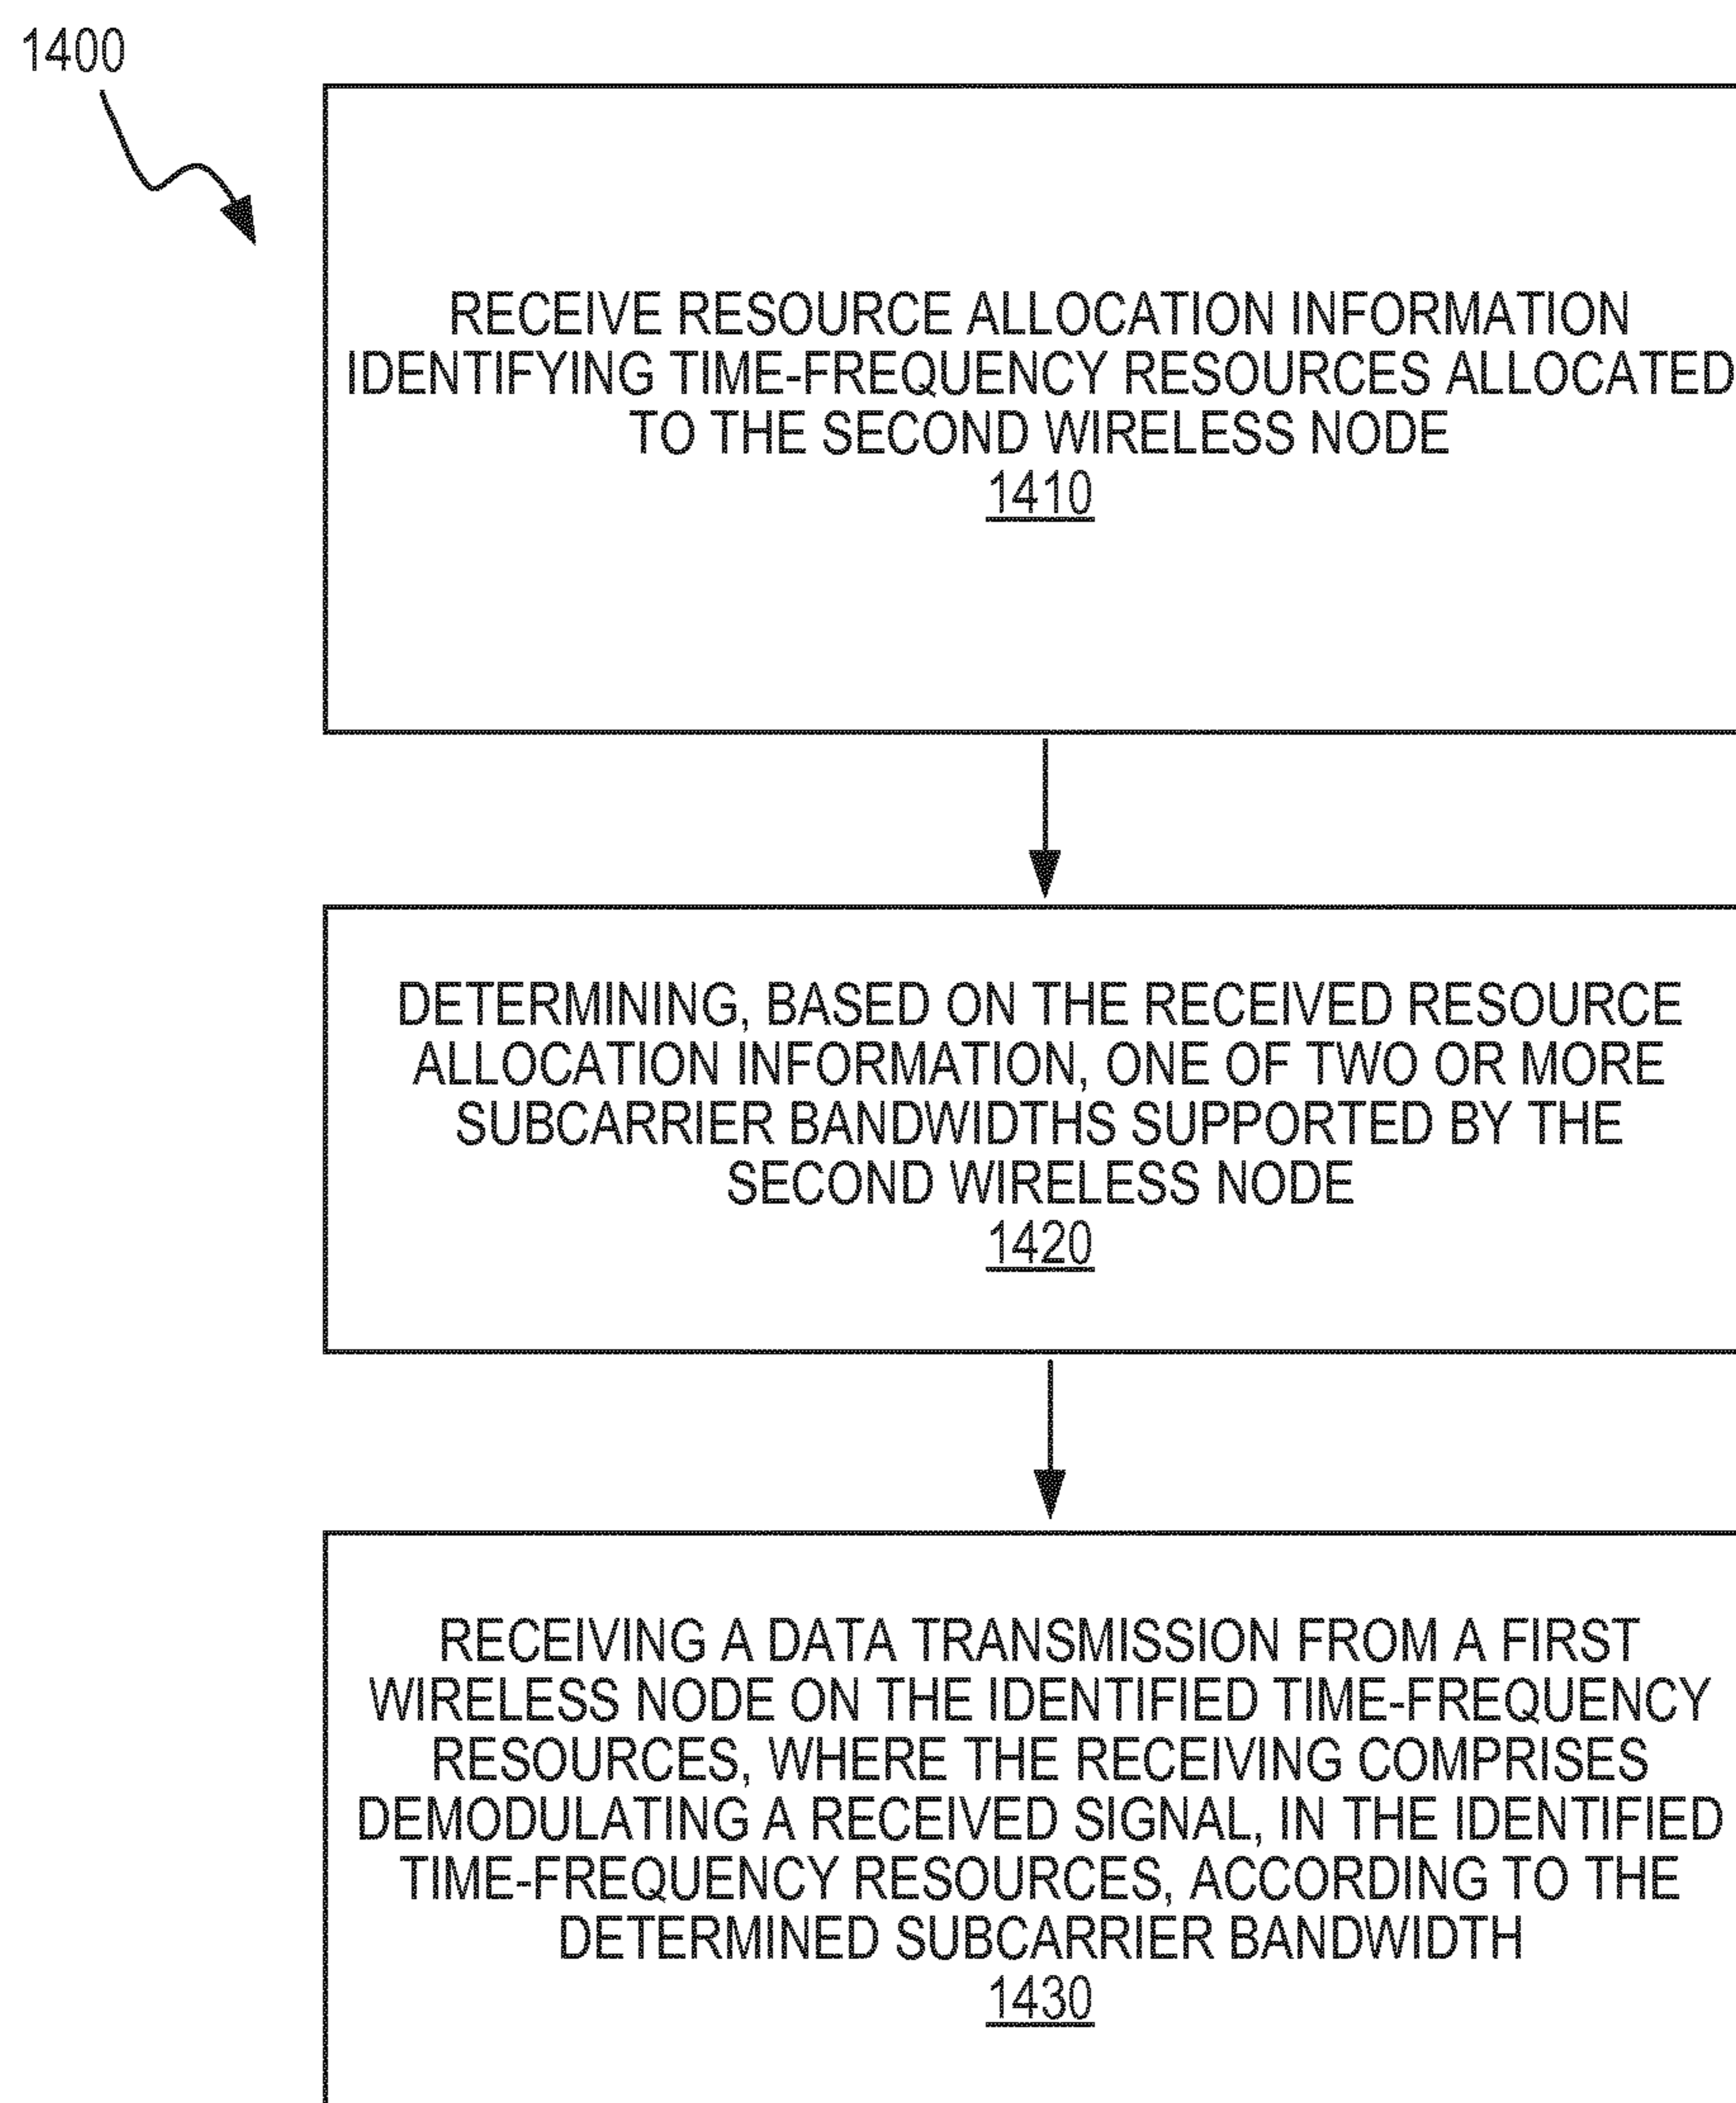 1400
RECEIVE RESOURCE ALLOCATION INFORMATION
IDENTIFYING TIME-FREQUENCY RESOURCES ALLOCATED
TO THE SECOND WIRELESS NODE
1410
DETERMINING, BASED ON THE RECEIVED RESOURCE
ALLOCATION INFORMATION, ONE OF TWO OR MORE
SUBCARRIER BANDWIDTHS SUPPORTED BY THE
SECOND WIRELESS NODE
1420
RECEIVING A DATA TRANSMISSION FROM A FIRST
WIRELESS NODE ON THE IDENTIFIED TIME-FREQUENCY
RESOURCES, WHERE THE RECEIVING COMPRISES
DEMODULATING A RECEIVED SIGNAL, IN THE IDENTIFIED
TIME-FREQUENCY RESOURCES, ACCORDING TO THE
DETERMINED SUBCARRIER BANDWIDTH
1430